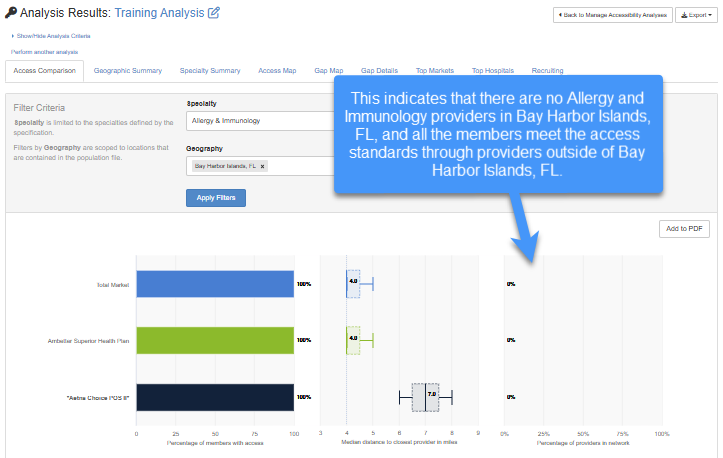 Analysis Results: Training Analysis
Back to Manage Accessibility Analyses
Export
Show/Hide Analysis Criteria
Perform another analysis
Access Comparison Geographic Summary Specialty Summary Access Map Gap Map Gap Details Top Markets Top Hospitals Recruiting
Filter Criteria
Specialty is limited to the specialties defined by the
specification.
Filters by Geography are scoped to locations that
are contained in the population file.
Specialty
Allergy & Immunology
Geography
Bay Harbor Islands, FL x
Apply Filters
This indicates that there are no Allergy and
Immunology providers in Bay Harbor Islands,
FL, and all the members meet the access
standards through providers outside of Bay
Harbor Islands, FL.
Add to PDF
Total Market 100% 4.0 0%
Ambetter Superior Health Plan 100% 4.0 0%
"Aetna Choice POS II" 100% 7.0 0%
0 25 50 75 100 3 4 5 6 7 8 9 0% 25% 50% 75% 100%
Percentage of members with access Median distance to closest provider in miles Percentage of providers in network